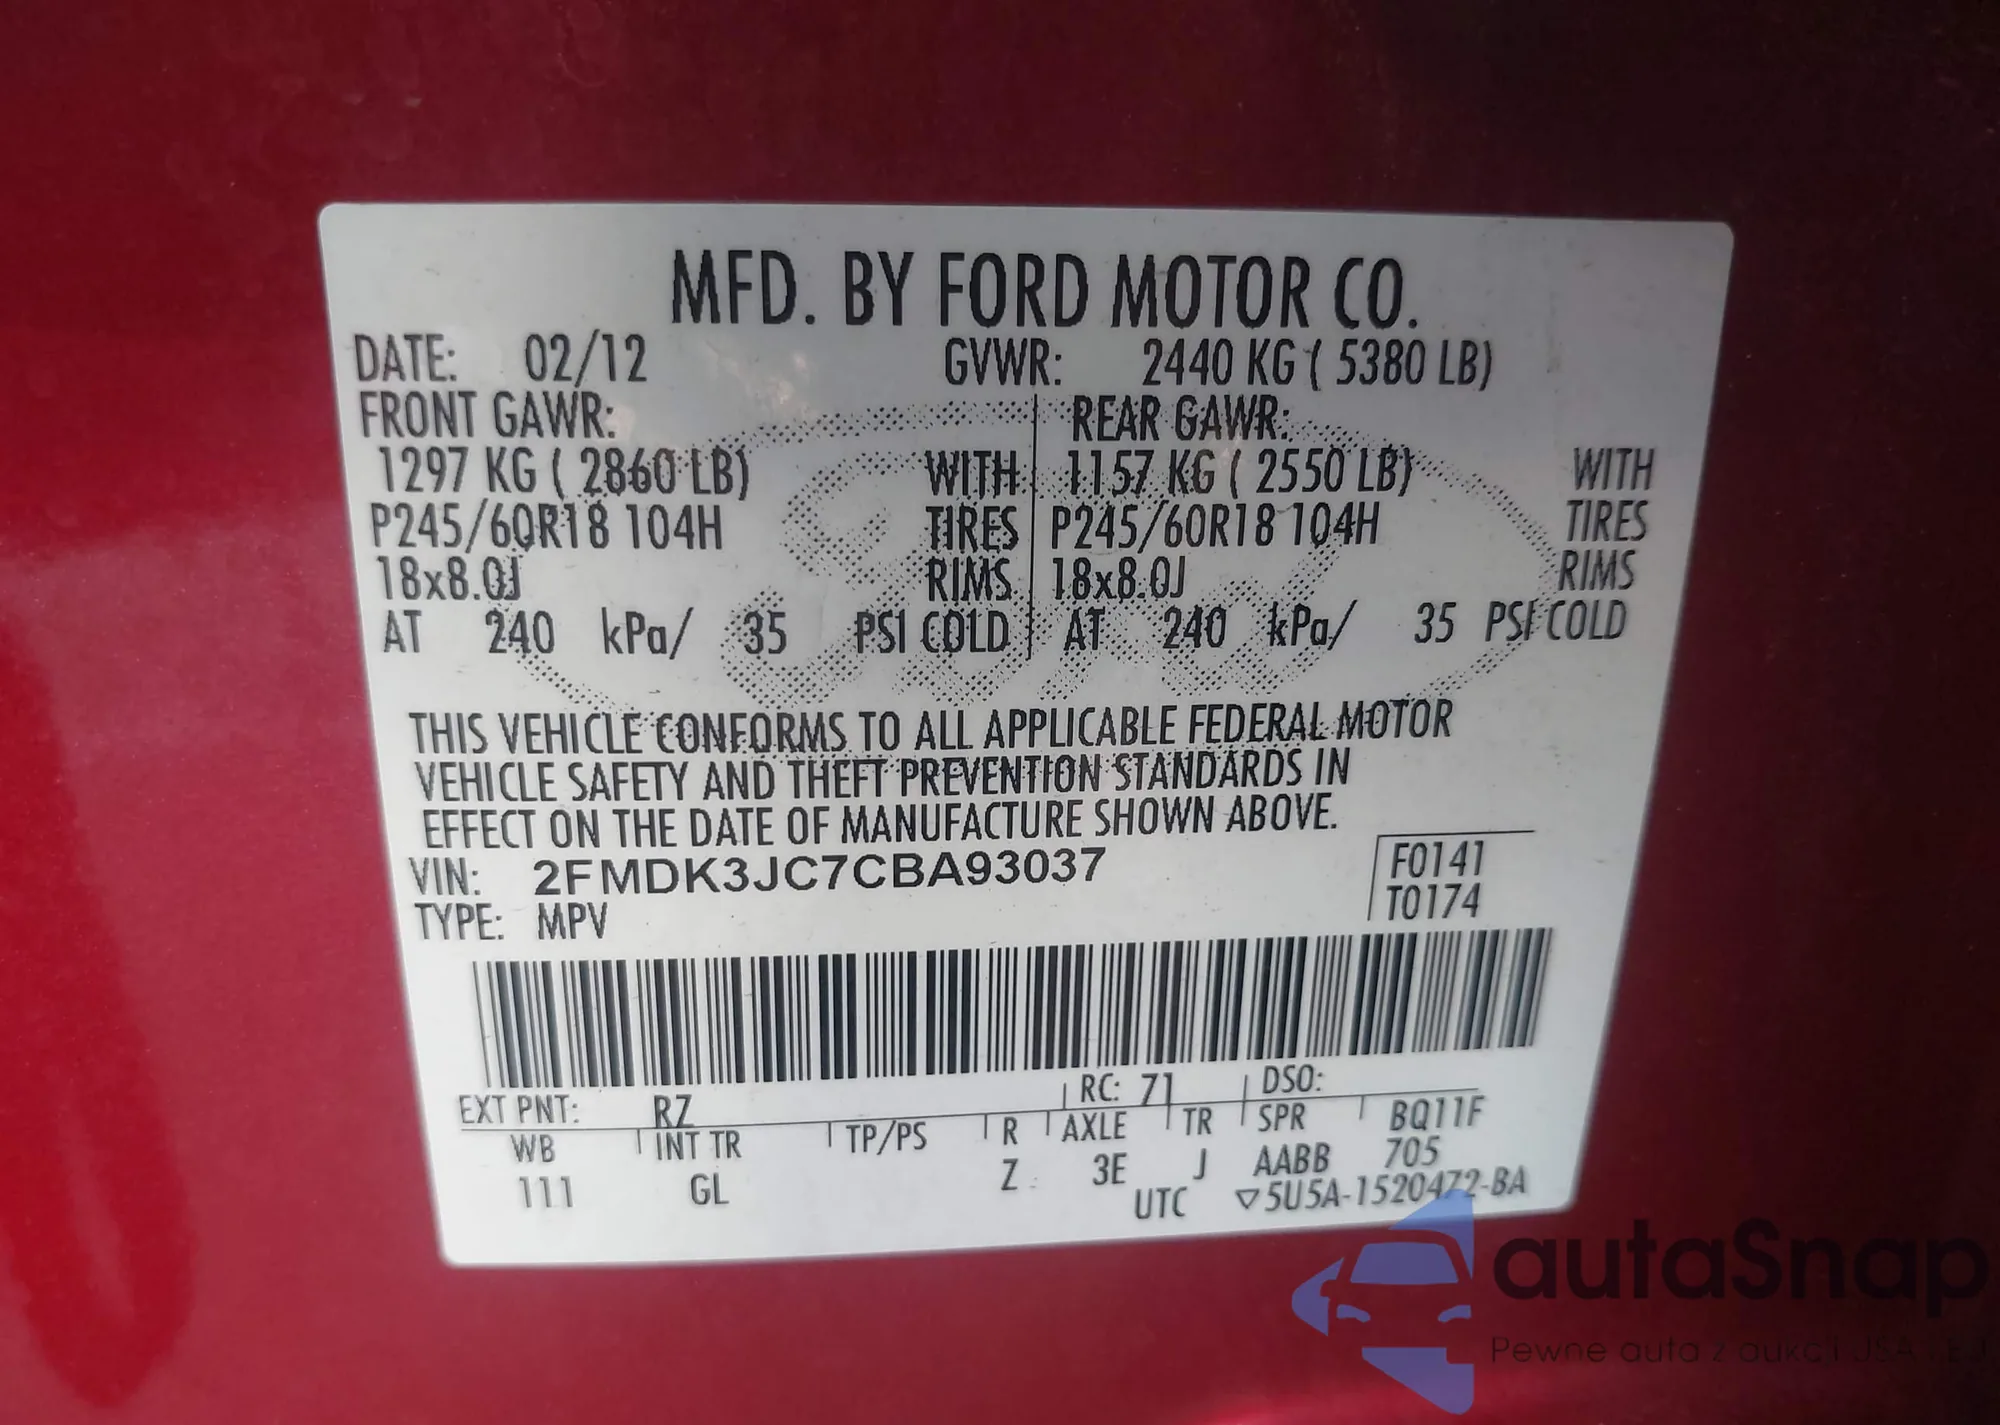 MFD. BY FORD MOTOR CO.
DATE: 02/12 GVWR: 2440 KG ( 5380 LB)
FRONT GAWR: REAR GAWR:
1297 KG ( 2860 LB) WITH 1157 KG ( 2550 LB) WITH
P245/60R18 104H TIRES P245/60R18 104H TIRES
18x8.0J RIMS 18x8.0J RIMS
AT 240 kPa/ 35 PSI COLD AT 240 kPa/ 35 PSI COLD
THIS VEHICLE CONFORMS TO ALL APPLICABLE FEDERAL MOTOR
VEHICLE SAFETY AND THEFT PREVENTION STANDARDS IN
EFFECT ON THE DATE OF MANUFACTURE SHOWN ABOVE.
VIN: 2FMDK3JC7CBA93037 F0141
TYPE: MPV T0174
EXT PNT: RZ RC: 71 DSO:
WB INT TR TP/PS R AXLE TR SPR BQ11F
111 GL Z 3E J AABB 705
UTC ▽5U5A-1520472-BA
autaSnap
Pewne auta z aukcji USA i EU